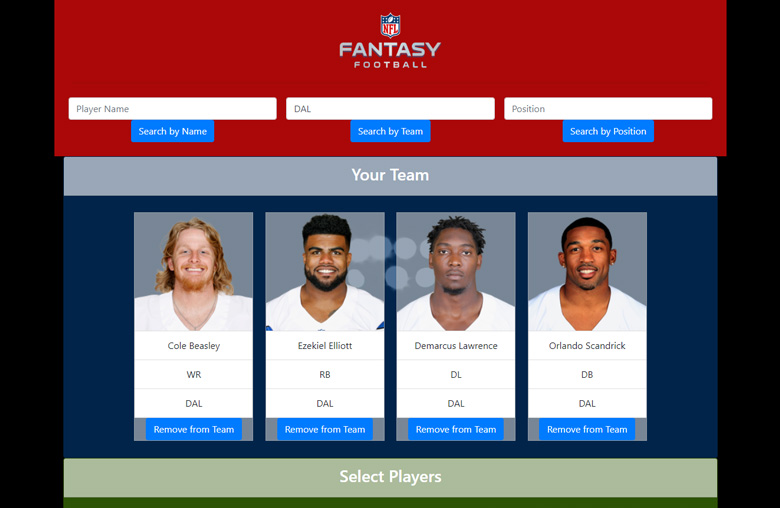 NFL
FANTASY
FOOTBALL
Player Name
DAL
Position
Search by Name
Search by Team
Search by Position
Your Team
Cole Beasley
Ezekiel Elliott
Demarcus Lawrence
Orlando Scandrick
WR
RB
DL
DB
DAL
DAL
DAL
DAL
Remove from Team
Remove from Team
Remove from Team
Remove from Team
Select Players